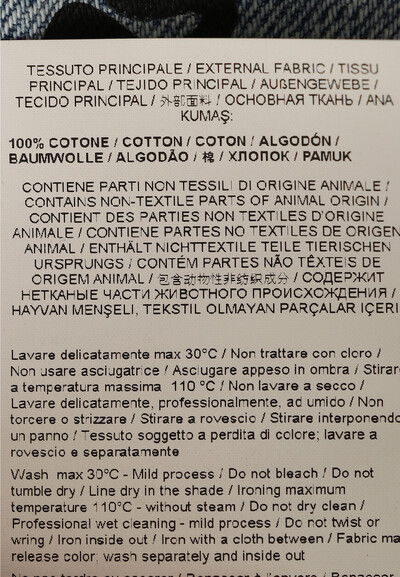 TESSUTO PRINCIPALE / EXTERNAL FABRIC / TISSU
PRINCIPAL / TEJIDO PRINCIPAL / AUßENGEWEBE /
TECIDO PRINCIPAL / 外部面料 / ОСНОВНАЯ ТКАНЬ / ANA
KUMAŞ:
100% COTONE / COTTON / COTON / ALGODÓN /
BAUMWOLLE / ALGODÃO / 棉 / ХЛОПОК / PAMUK
CONTIENE PARTI NON TESSILI DI ORIGINE ANIMALE /
CONTAINS NON-TEXTILE PARTS OF ANIMAL ORIGIN /
CONTIENT DES PARTIES NON TEXTILES D'ORIGINE
ANIMALE / CONTIENE PARTES NO TEXTILES DE ORIGEN
ANIMAL / ENTHÄLT NICHTTEXTILE TEILE TIERISCHEN
URSPRUNGS / CONTÉM PARTES NÃO TÊXTEIS DE
ORIGEM ANIMAL / 包含动物性非纺织成分 / СОДЕРЖИТ
НЕТКАНЫЕ ЧАСТИ ЖИВОТНОГО ПРОИСХОЖДЕНИЯ /
HAYVAN MENŞELİ, TEKSTIL OLMAYAN PARÇALAR İÇERİ
Lavare delicatamente max 30°C / Non trattare con cloro /
Non usare asciugatrice / Asciugare appeso in ombra / Stirare
a temperatura massima 110 °C / Non lavare a secco /
Lavare delicatamente, professionalmente, ad umido / Non
torcere o strizzare / Stirare a rovescio / Stirare interponendo
un panno / Tessuto soggetto a perdita di colore; lavare a
rovescio e separatamente
Wash max 30°C - Mild process / Do not bleach / Do not
tumble dry / Line dry in the shade / Ironing maximum
temperature 110°C - without steam / Do not dry clean /
Professional wet cleaning - mild process / Do not twist or
wring / Iron inside out / Iron with a cloth between / Fabric ma
release color; wash separately and inside out